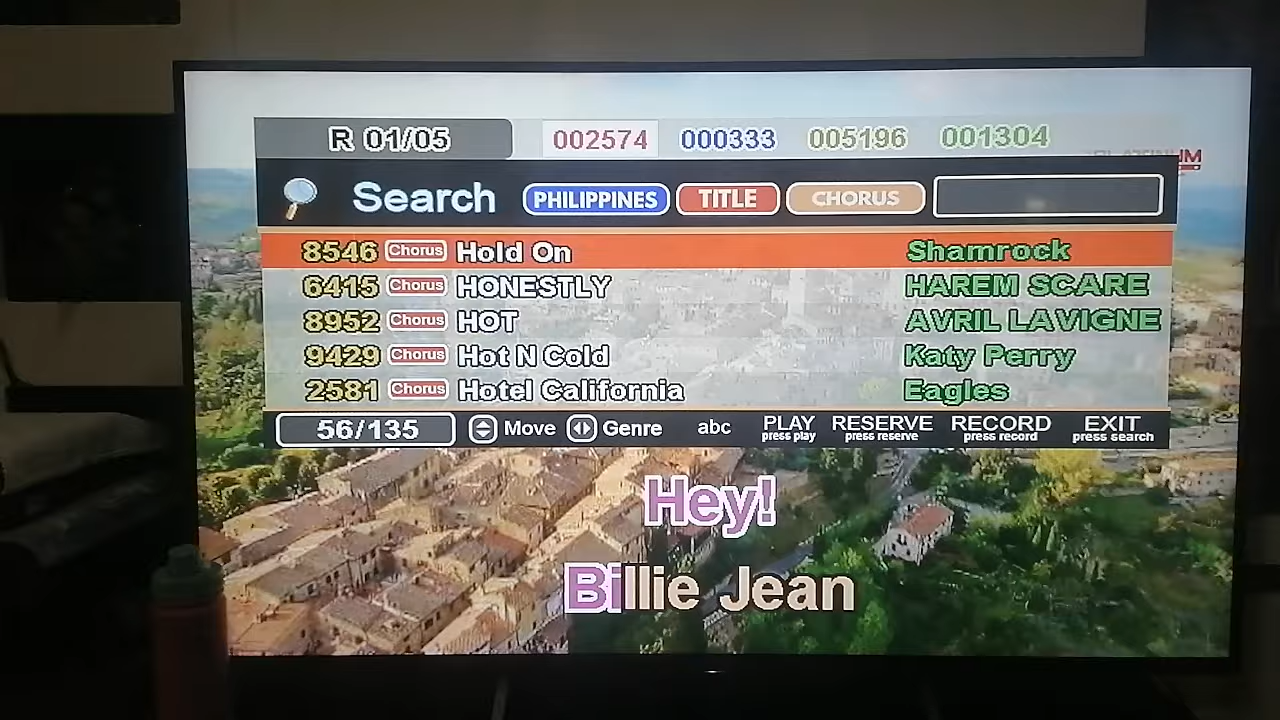 R 01/05 002574 000333 005196 001304
Search PHILIPPINES TITLE CHORUS
8546 Chorus Hold On Shamrock
6415 Chorus HONESTLY HAREM SCARE
8952 Chorus HOT AVRIL LAVIGNE
9429 Chorus Hot N Cold Katy Perry
2581 Chorus Hotel California Eagles
56/135 Move Genre abc PLAY RESERVE RECORD EXIT
press play press reserve press record press search
Hey!
Billie Jean